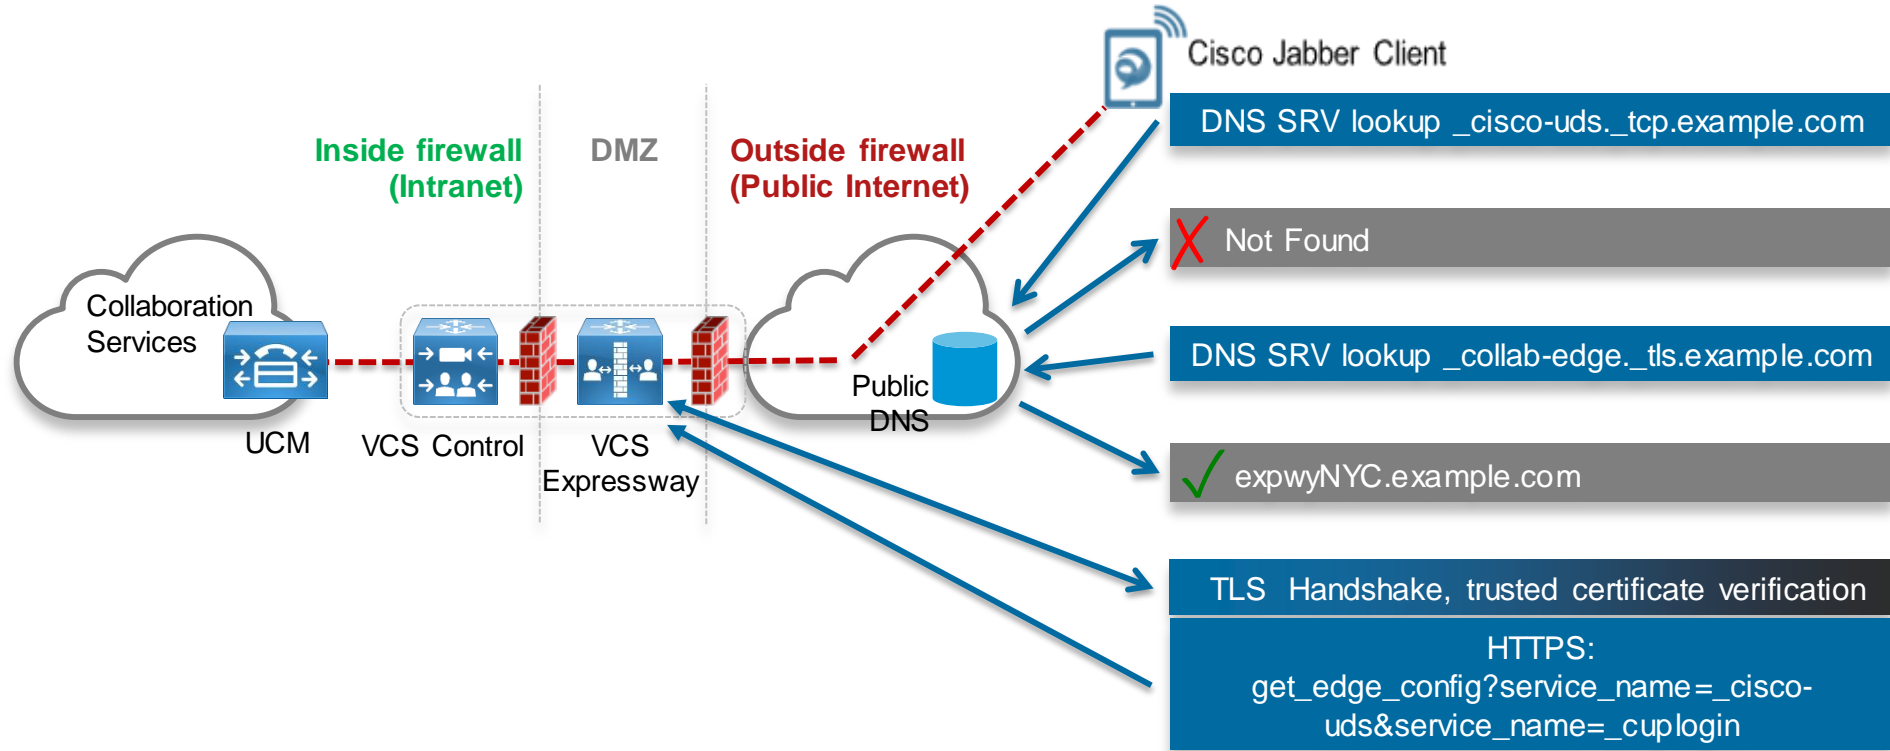 Cisco Jabber Client
DNS SRV lookup _cisco-uds._tcp.example.com
Inside firewall
(Intranet)
DMZ
Outside firewall
(Public Internet)
Not Found
Collaboration
Services
DNS SRV lookup _collab-edge._tls.example.com
Public
DNS
UCM
VCS Control
VCS
Expressway
expwyNYC.example.com
TLS Handshake, trusted certificate verification
HTTPS:
get_edge_config?service_name=_cisco-
uds&service_name=_cuplogin